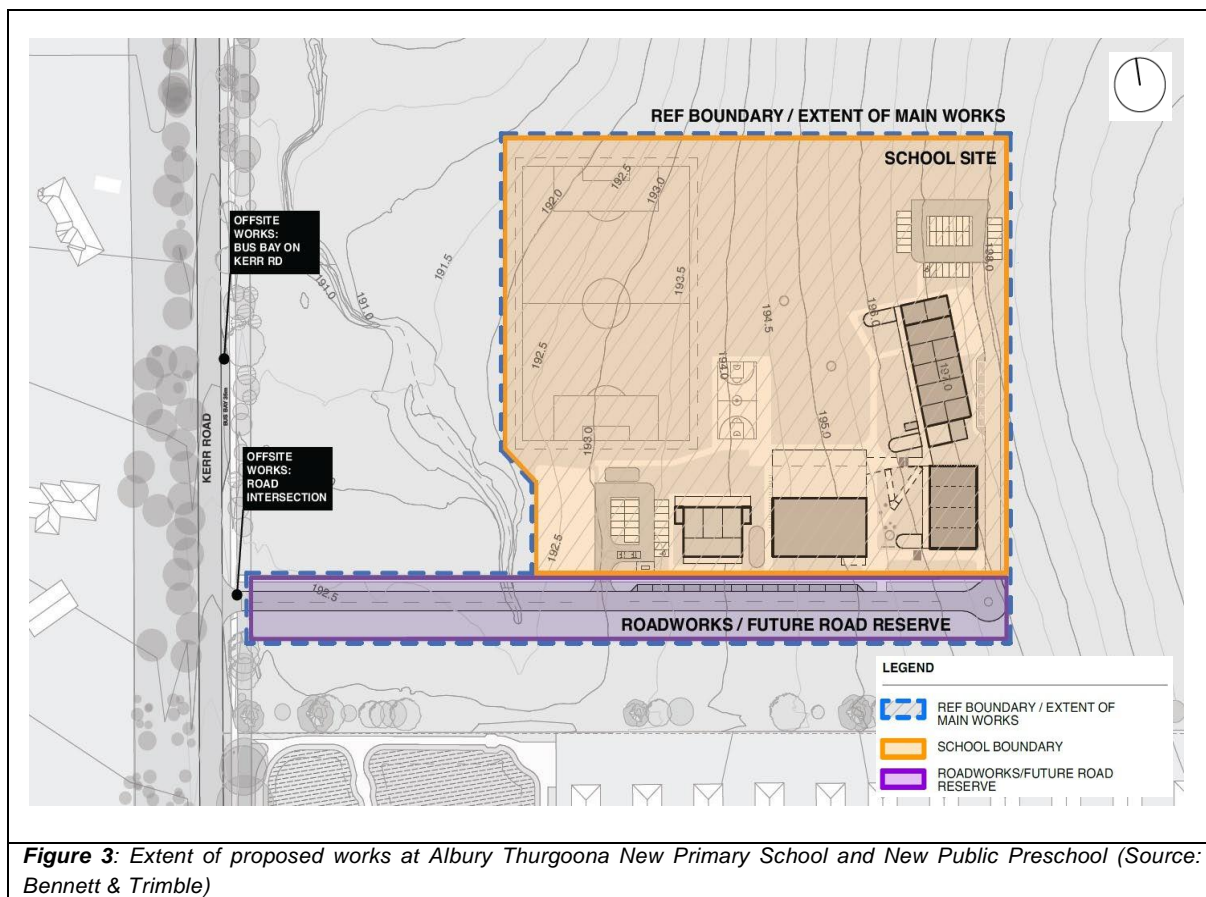 REF BOUNDARY / EXTENT OF MAIN WORKS
SCHOOL SITE
OFFSITE
WORKS:
BUS BAY ON
KERR RD
OFFSITE
WORKS:
ROAD
INTERSECTION
KERR ROAD
191.0
191.0
191.5
192.0
192.5
193.0
193.5
192.5
193.0
194.0
194.5
195.0
196.0
197.0
198.0
192.5
192.5
ROADWORKS / FUTURE ROAD RESERVE
LEGEND
REF BOUNDARY / EXTENT OF
MAIN WORKS
SCHOOL BOUNDARY
ROADWORKS/FUTURE ROAD
RESERVE
Figure 3: Extent of proposed works at Albury Thurgoona New Primary School and New Public Preschool (Source:
Bennett & Trimble)